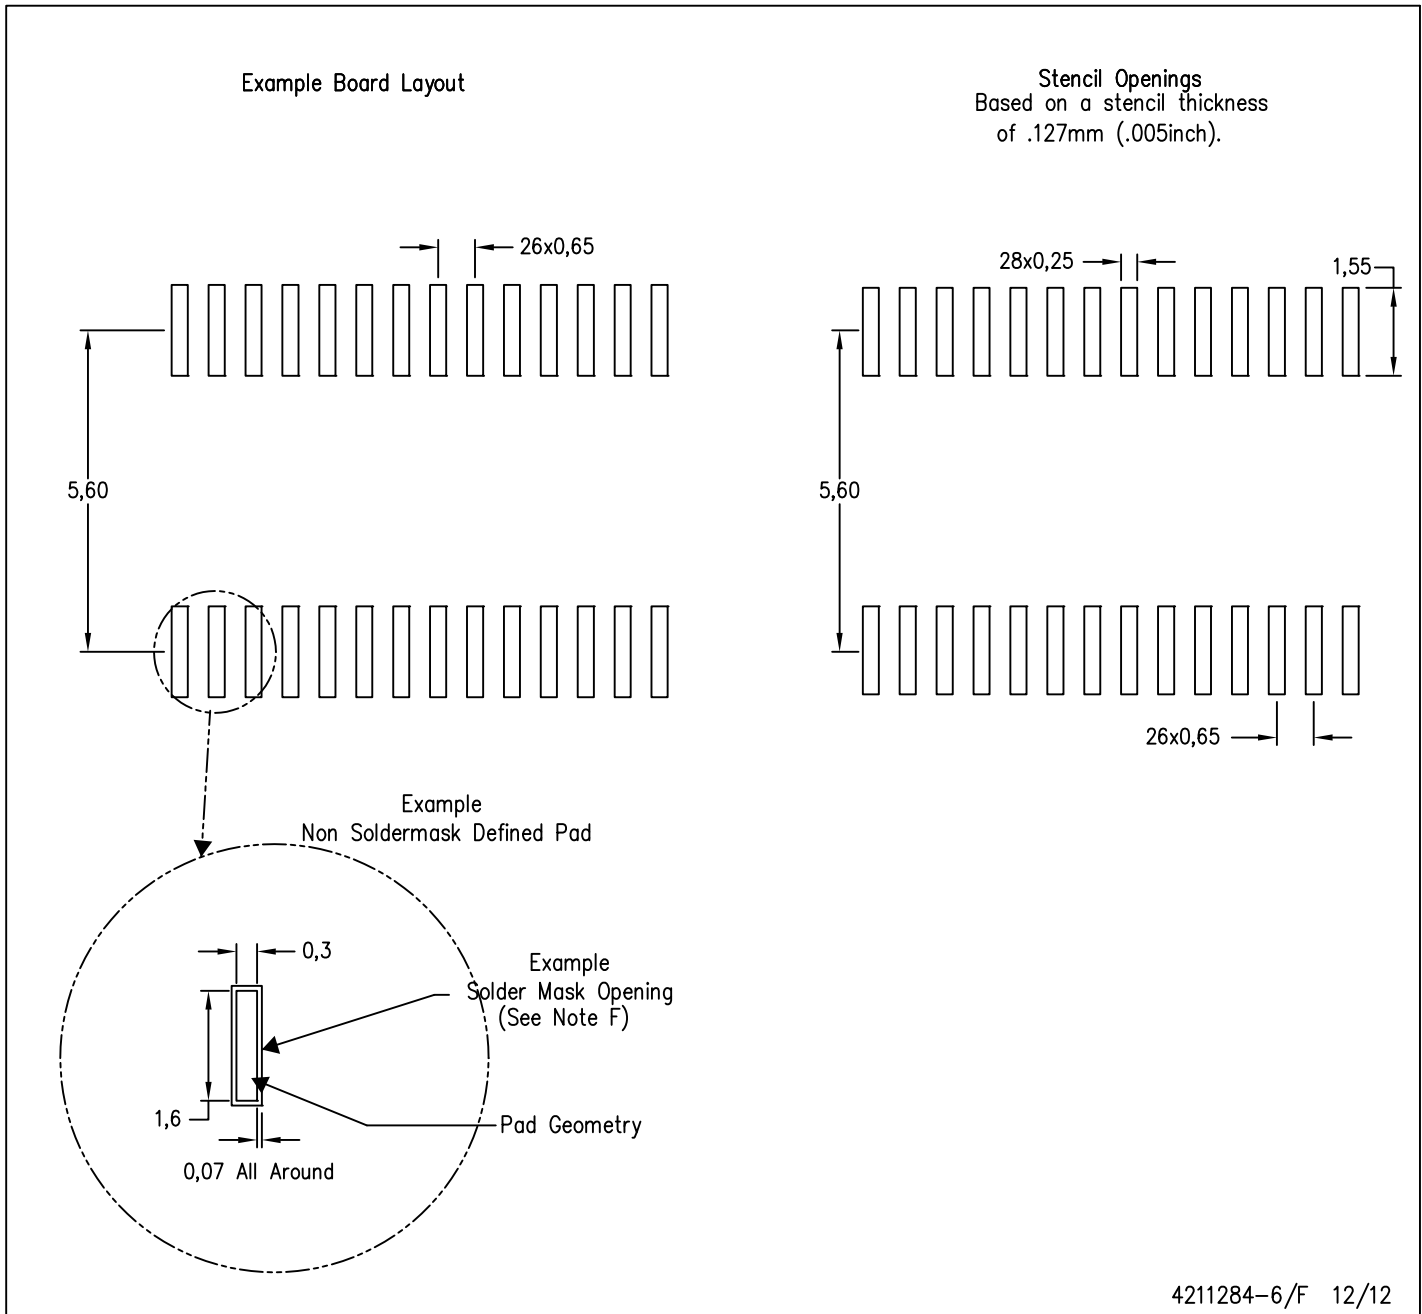 Example Board Layout
Stencil Openings
Based on a stencil thickness
of .127mm (.005inch).
26x0,65
5,60
28x0,25
1,55
5,60
26x0,65
Example
Non Soldermask Defined Pad
0,3
Example
Solder Mask Opening
(See Note F)
1,6
Pad Geometry
0,07 All Around
4211284-6/F 12/12